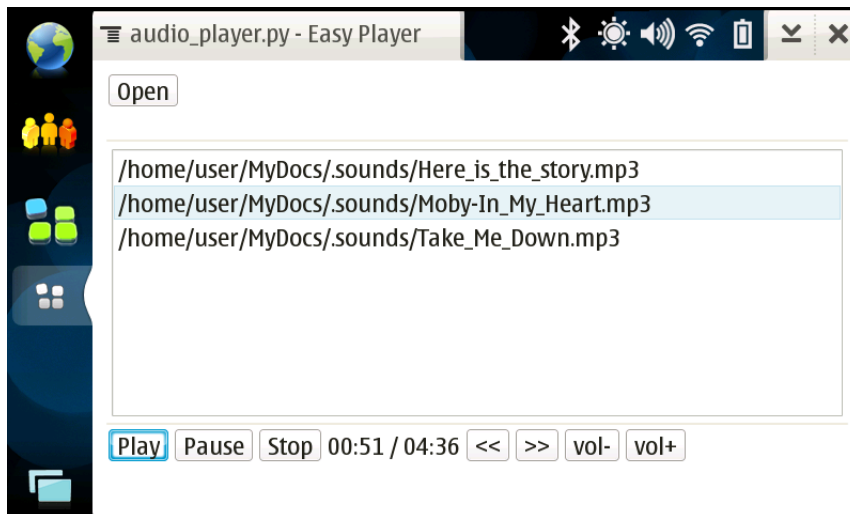 audio_player.py - Easy Player
Open
/home/user/MyDocs/.sounds/Here_is_the_story.mp3
/home/user/MyDocs/.sounds/Moby-In_My_Heart.mp3
/home/user/MyDocs/.sounds/Take_Me_Down.mp3
Play Pause Stop 00:51 / 04:36 << >> vol- vol+